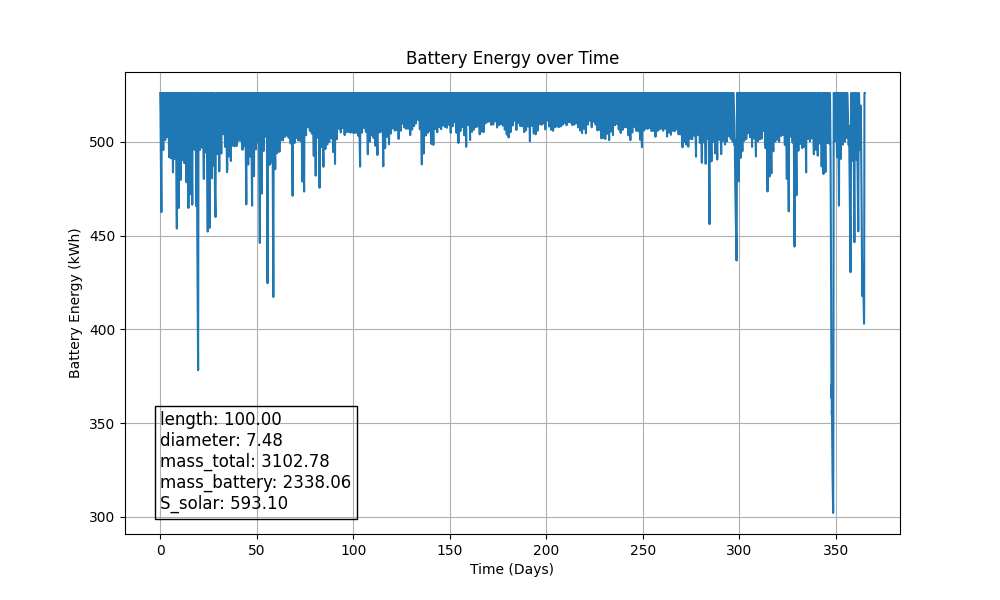 Battery Energy over Time
Battery Energy (kWh)
500
450
400
350
300
length: 100.00
diameter: 7.48
mass_total: 3102.78
mass_battery: 2338.06
S_solar: 593.10
0 50 100 150 200 250 300 350
Time (Days)